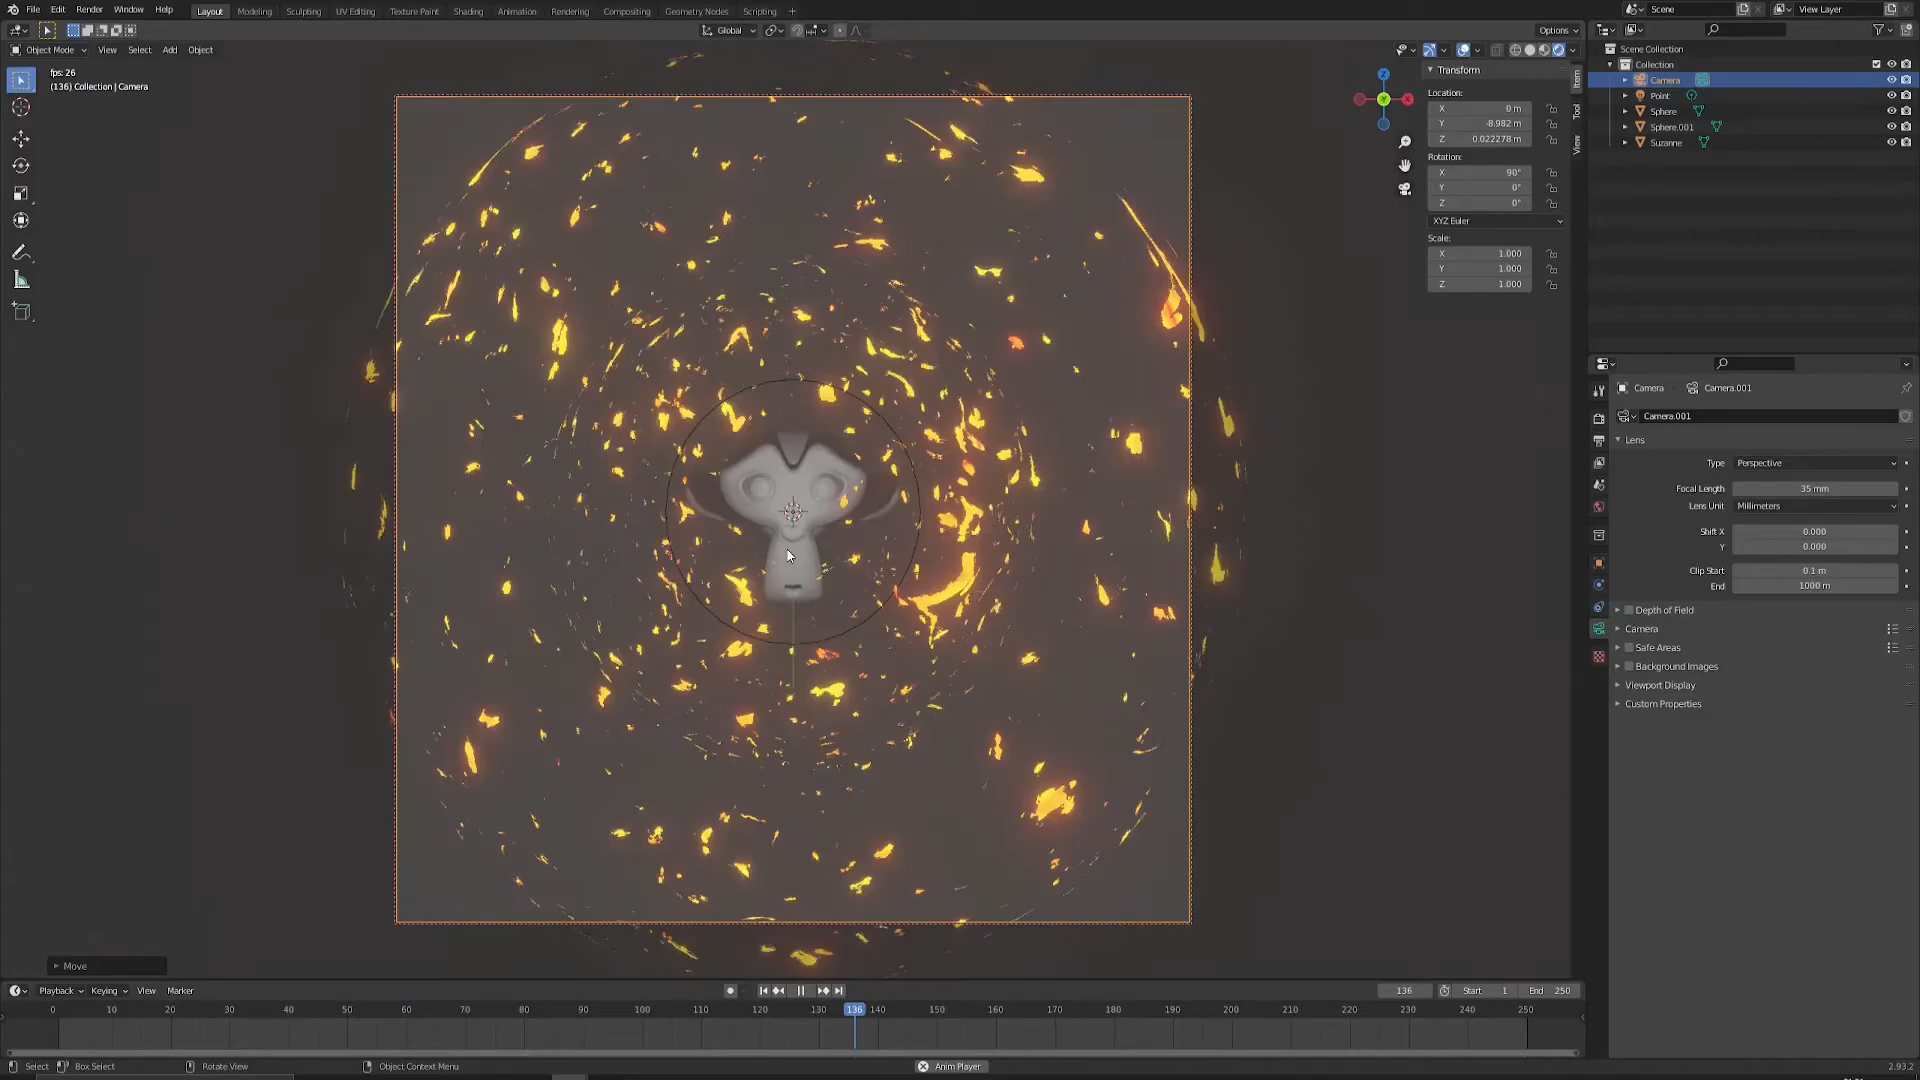 File Edit Render Window Help Layout Modeling Sculpting UV Editing Texture Paint Shading Animation Rendering Compositing Geometry Nodes Scripting + Scene View Layer
Global Options
Object Mode View Select Add Object
fps: 26
(136) Collection | Camera
Z
Y
X
Transform
Location:
X 0 m
Y -8.982 m
Z 0.022278 m
Rotation:
X 90°
Y 0°
Z 0°
XYZ Euler
Scale:
X 1.000
Y 1.000
Z 1.000
Item
Tool
View
Scene Collection
Collection
Camera
Point
Sphere
Sphere.001
Suzanne
Camera Camera.001
Camera.001
Lens
Type Perspective
Focal Length 35 mm
Lens Unit Millimeters
Shift X 0.000
Y 0.000
Clip Start 0.1 m
End 1000 m
Depth of Field
Camera
Safe Areas
Background Images
Viewport Display
Custom Properties
Move
Playback Keying View Marker 136 Start 1 End 250
0 10 20 30 40 50 60 70 80 90 100 110 120 130 136 140 150 160 170 180 190 200 210 220 230 240 250
Select Box Select Rotate View Object Context Menu Anim Player 2.93.2